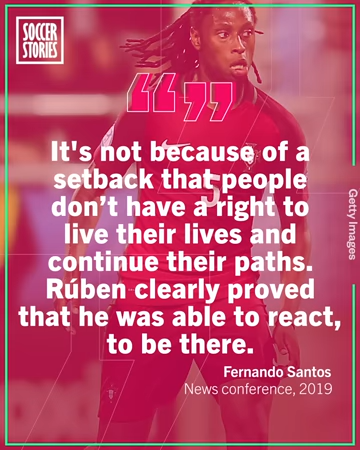 SOCCER
STORIES
It's not because of a
setback that people
don’t have a right to
live their lives and
continue their paths.
Rúben clearly proved
that he was able to react,
to be there.
Fernando Santos
News conference, 2019
Getty Images
5